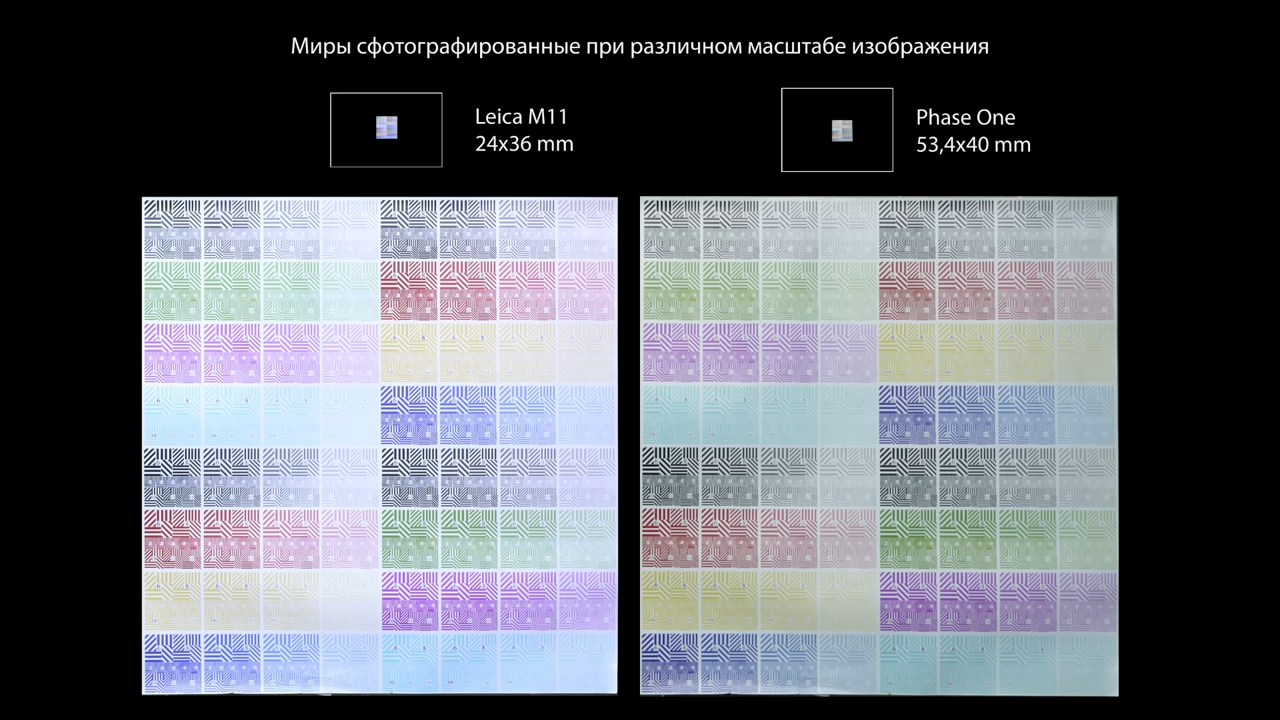 Миры сфотографированные при различном масштабе изображения
Leica M11
24x36 mm
Phase One
53,4x40 mm